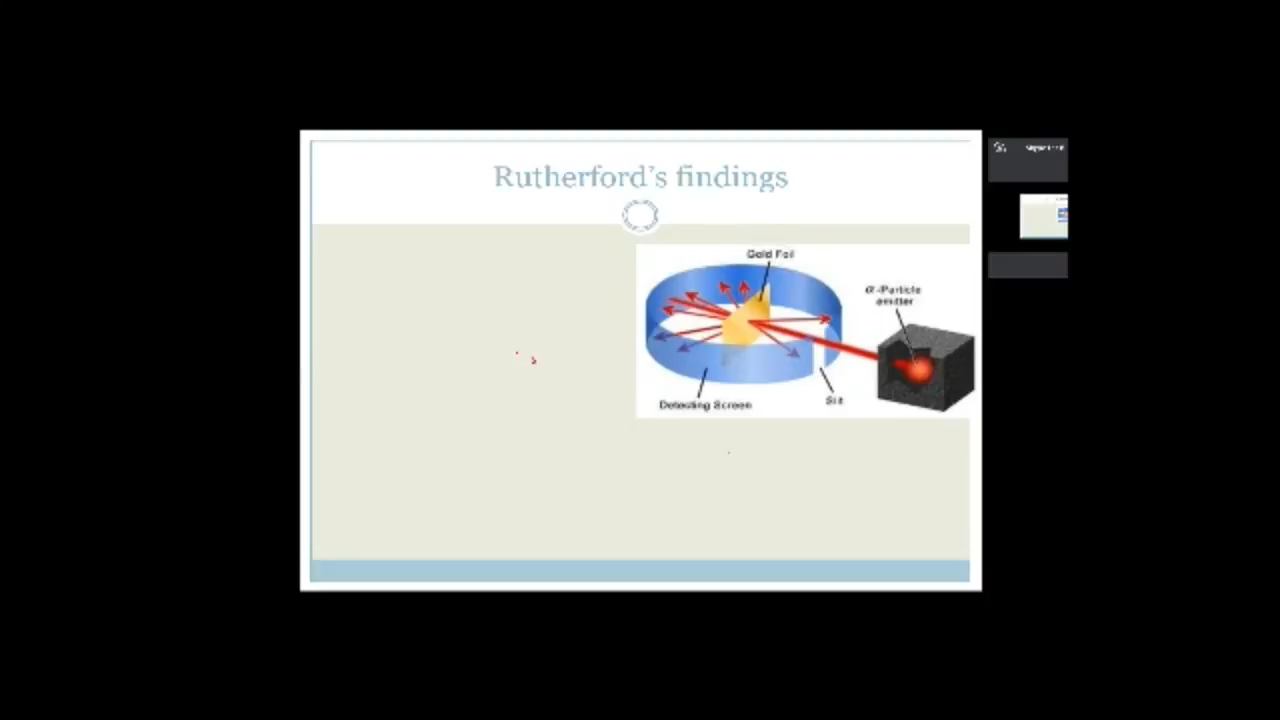 Rutherford's findings
Gold Foil
α-Particle
emitter
Detecting Screen
Slit